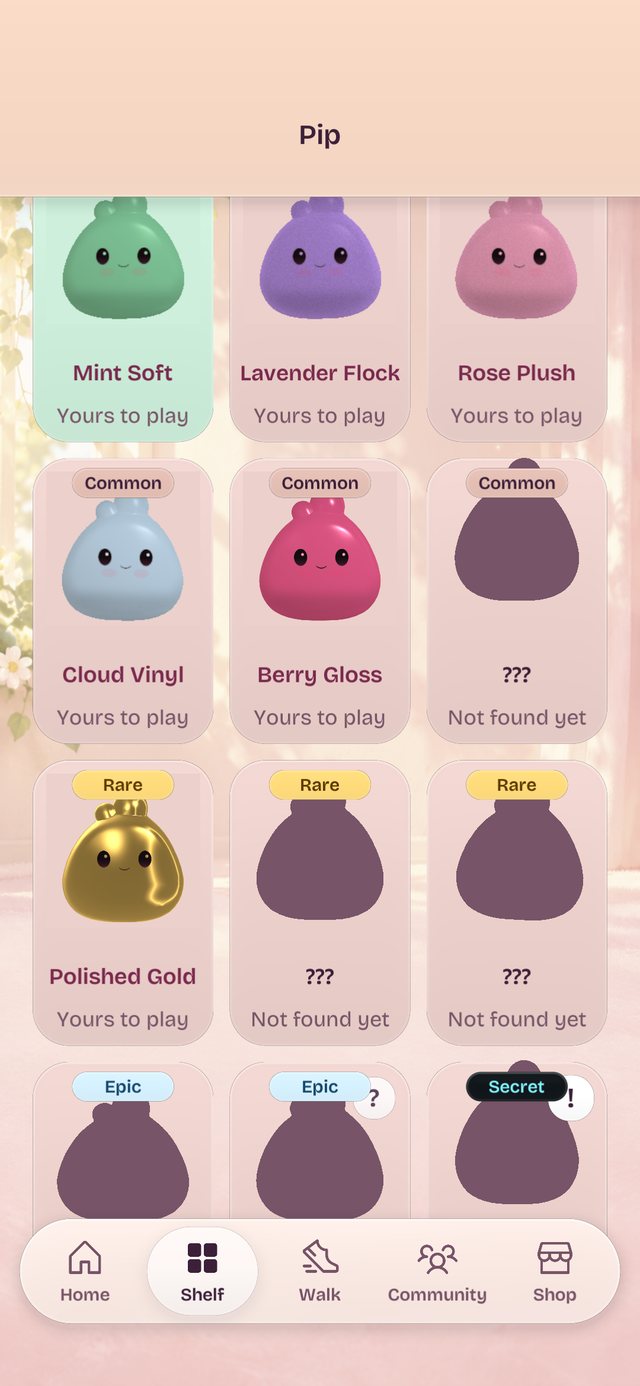 Pip
Mint Soft
Lavender Flock
Rose Plush
Yours to play
Yours to play
Yours to play
Common
Common
Common
Cloud Vinyl
Berry Gloss
???
Yours to play
Yours to play
Not found yet
Rare
Rare
Rare
Polished Gold
???
???
Yours to play
Not found yet
Not found yet
Epic
Epic
?
Secret
!
Home
Shelf
Walk
Community
Shop